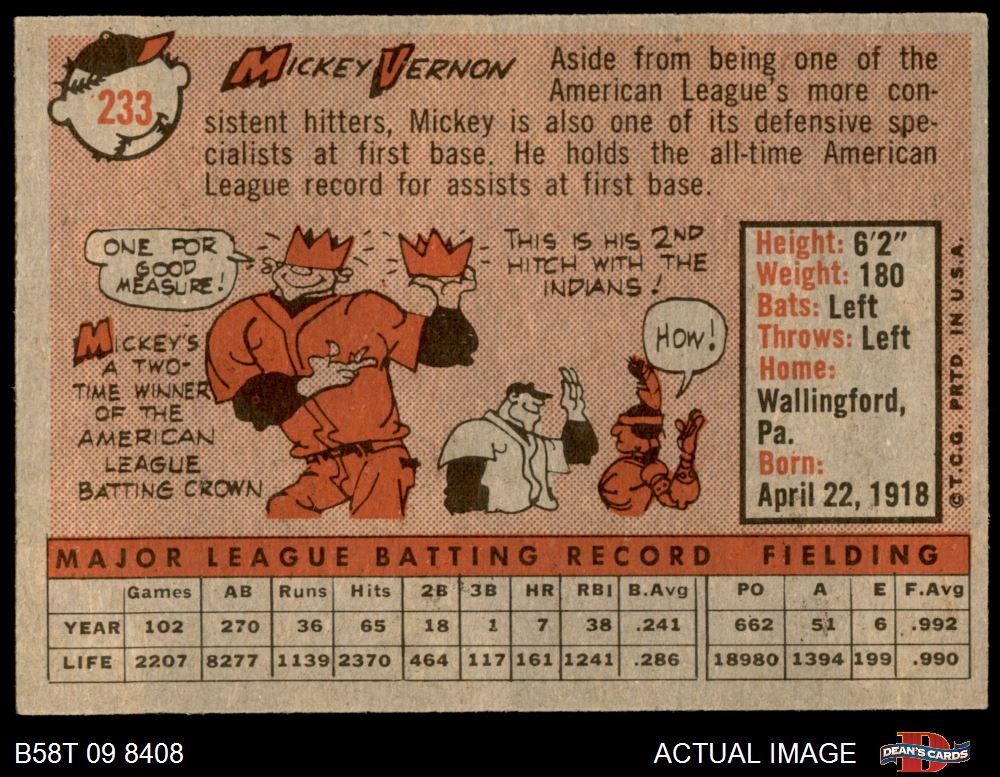 233
MICKEY VERNON
Aside from being one of the
American League's more con-
sistent hitters, Mickey is also one of its defensive spe-
cialists at first base. He holds the all-time American
League record for assists at first base.
ONE FOR
GOOD
MEASURE!
MICKEY'S
A TWO-
TIME WINNER
OF THE
AMERICAN
LEAGUE
BATTING CROWN
THIS IS HIS 2ND
HITCH WITH THE
INDIANS!
HOW!
Height: 6'2"
Weight: 180
Bats: Left
Throws: Left
Home:
Wallingford,
Pa.
Born:
April 22, 1918
© T.C.G. PRTD. IN U.S.A.
MAJOR LEAGUE BATTING RECORD FIELDING
Games AB Runs Hits 2B 3B HR RBI B.Avg PO A E F.Avg
YEAR 102 270 36 65 18 1 7 38 .241 662 51 6 .992
LIFE 2207 8277 1139 2370 464 117 161 1241 .286 18980 1394 199 .990
B58T 09 8408
ACTUAL IMAGE
D
DEAN'S CARDS